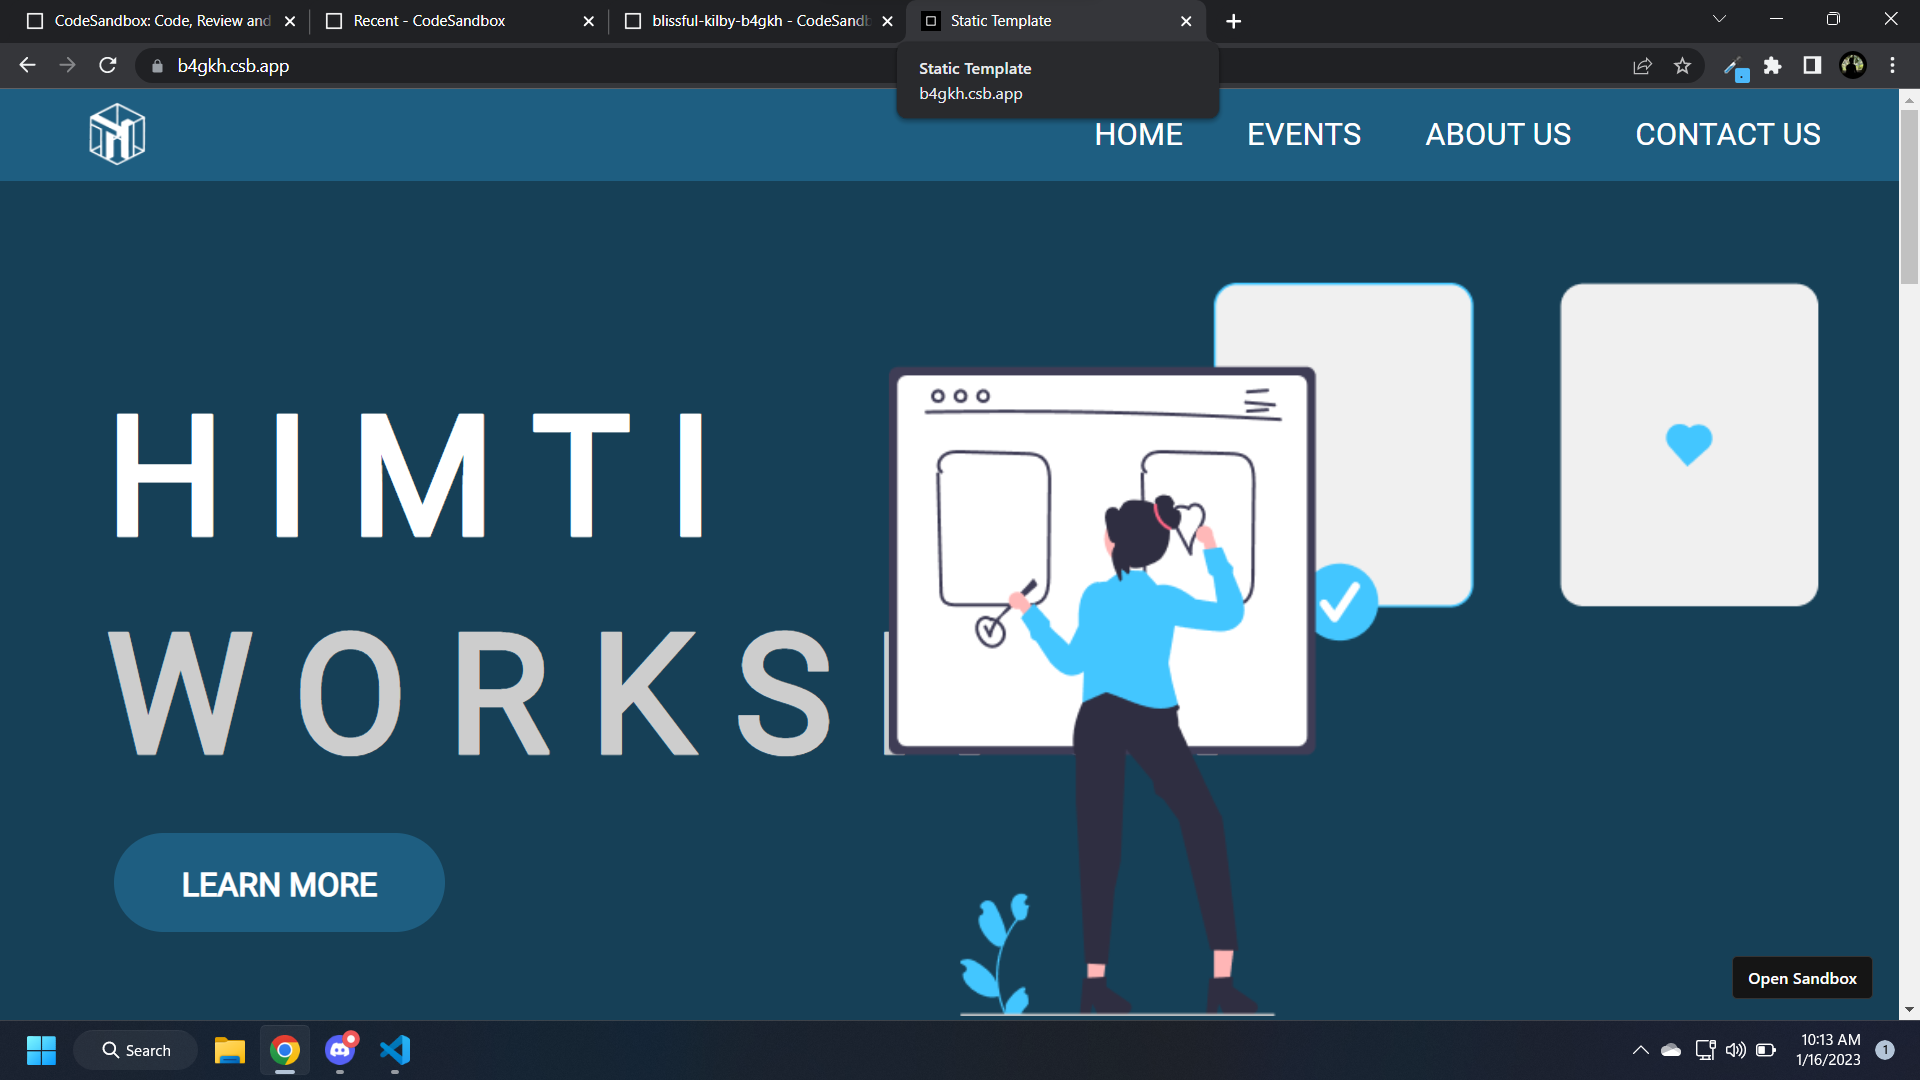 CodeSandbox: Code, Review and
Recent - CodeSandbox
blissful-kilby-b4gkh - CodeSandb
Static Template
b4gkh.csb.app
Static Template
b4gkh.csb.app
HOME
EVENTS
ABOUT US
CONTACT US
HIMTI
LEARN MORE
Open Sandbox
Search
10:13 AM
1/16/2023
1